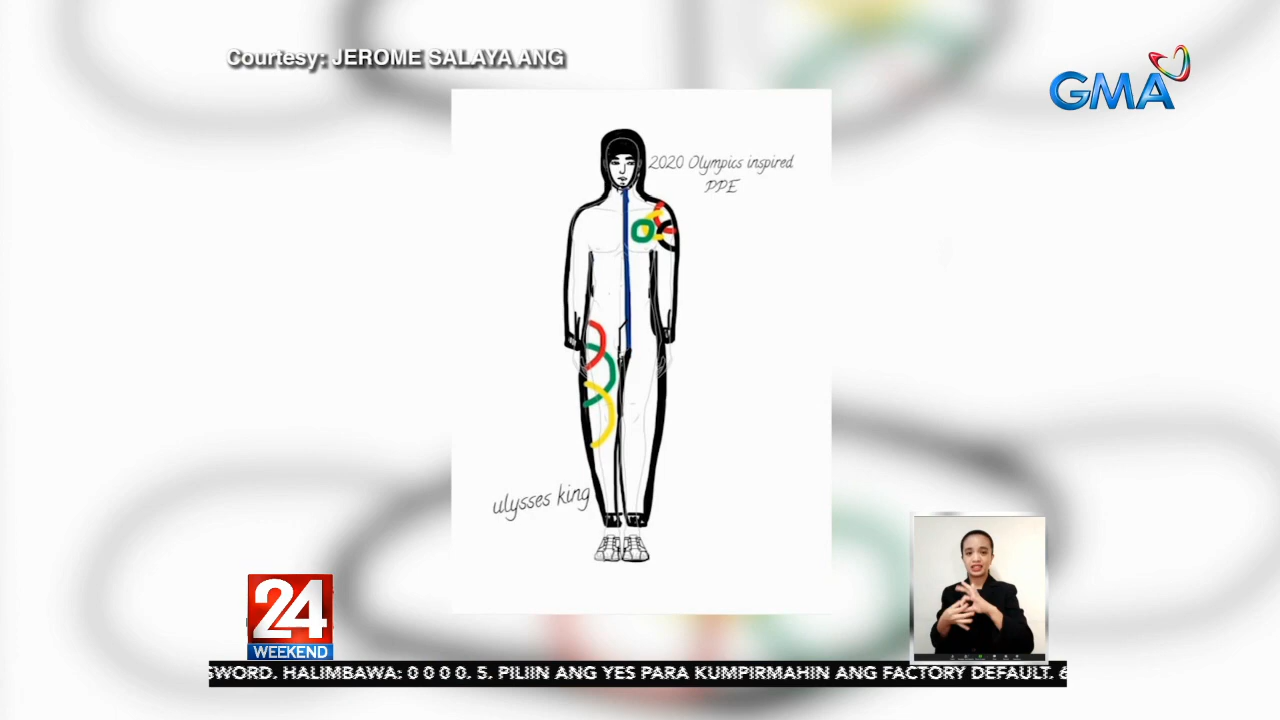 Courtesy: JEROME SALAYA ANG
GMA
2020 Olympics inspired
PPE
ulysses king
24
WEEKEND
SWORD. HALIMBAWA: 0 0 0 0. 5. PILIIN ANG YES PARA KUMPIRMAHIN ANG FACTORY DEFAULT. 6